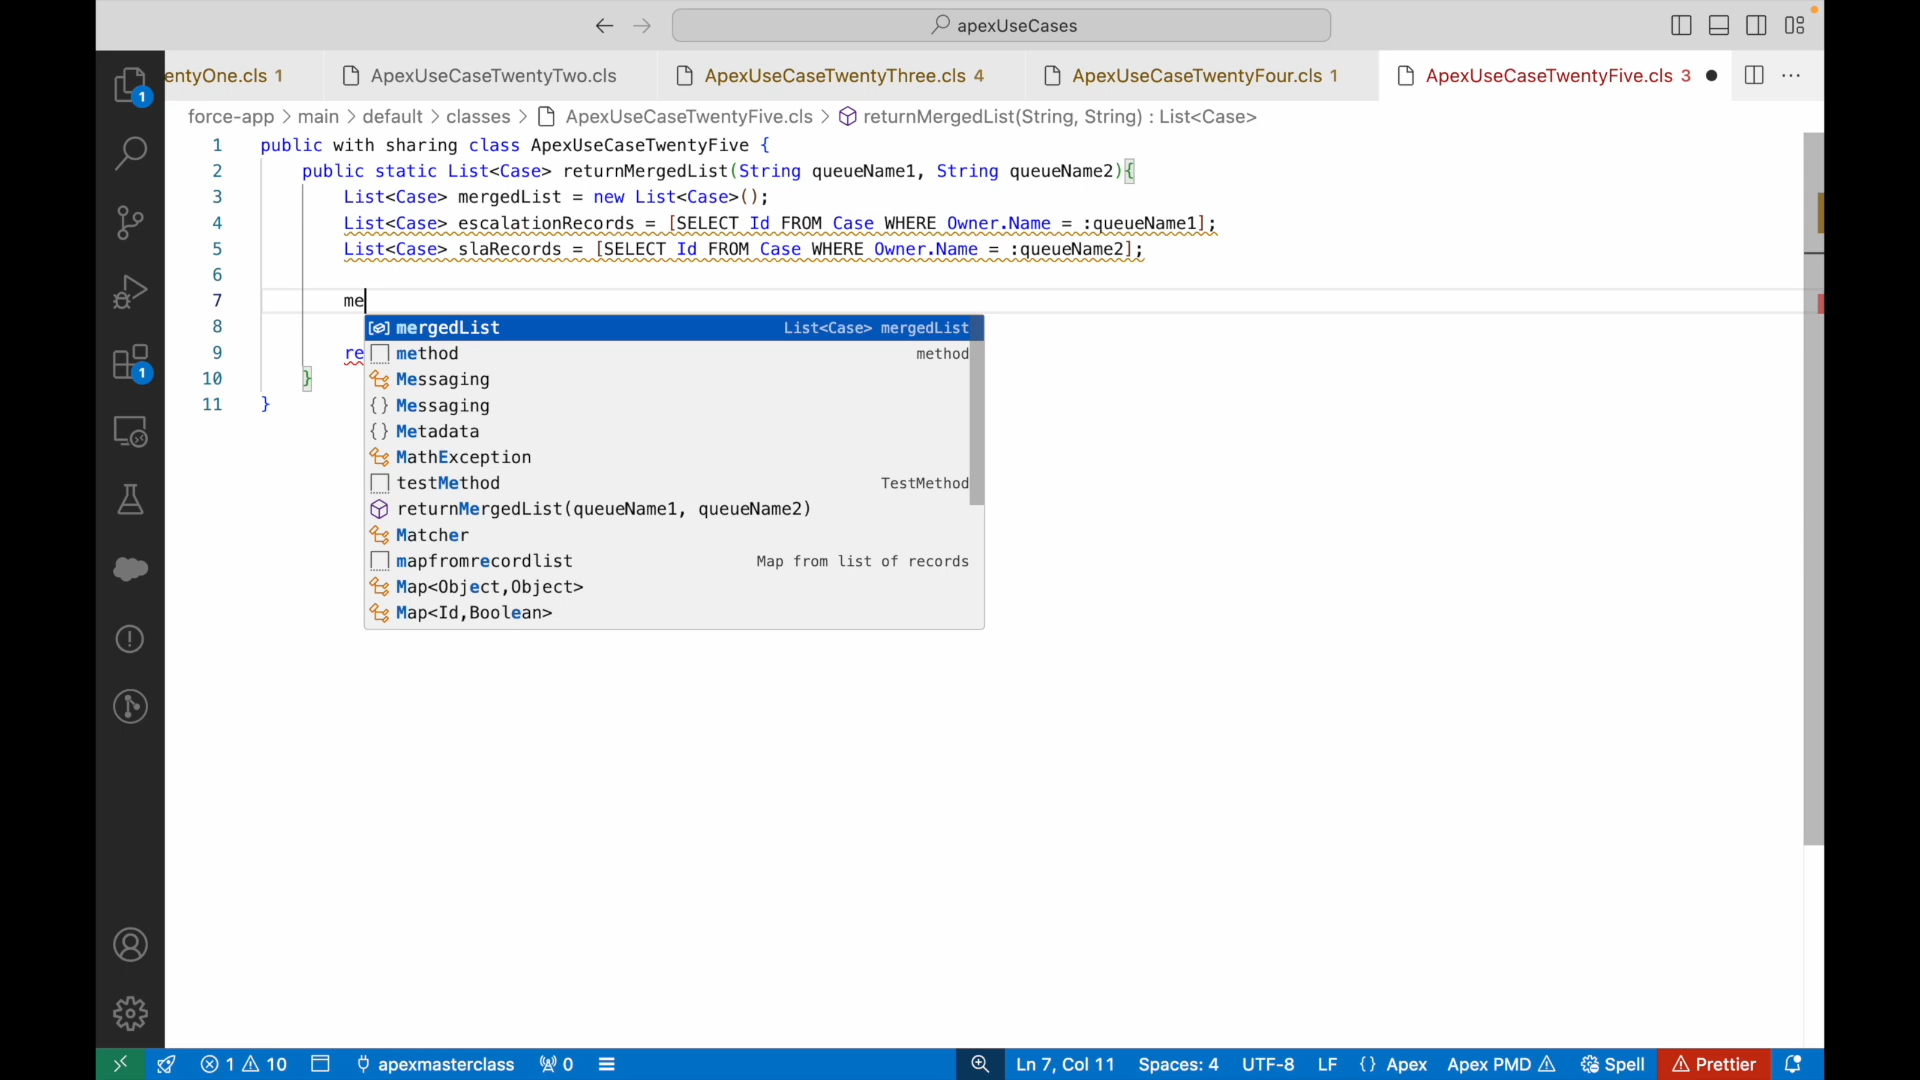 apexUseCases
entyOne.cls 1 ApexUseCaseTwentyTwo.cls ApexUseCaseTwentyThree.cls 4 ApexUseCaseTwentyFour.cls 1 ApexUseCaseTwentyFive.cls 3
force-app > main > default > classes > ApexUseCaseTwentyFive.cls > returnMergedList(String, String) : List<Case>
1 public with sharing class ApexUseCaseTwentyFive {
2 public static List<Case> returnMergedList(String queueName1, String queueName2){
3 List<Case> mergedList = new List<Case>();
4 List<Case> escalationRecords = [SELECT Id FROM Case WHERE Owner.Name = :queueName1];
5 List<Case> slaRecords = [SELECT Id FROM Case WHERE Owner.Name = :queueName2];
6
7 me
8 mergedList List<Case> mergedList
9 re method method
10 } Messaging
11 } {} Messaging
{} Metadata
MathException
testMethod TestMethod
returnMergedList(queueName1, queueName2)
Matcher
mapfromrecordlist Map from list of records
Map<Object,Object>
Map<Id,Boolean>
1
1
1 10 apexmasterclass 0 Ln 7, Col 11 Spaces: 4 UTF-8 LF {} Apex Apex PMD Spell Prettier